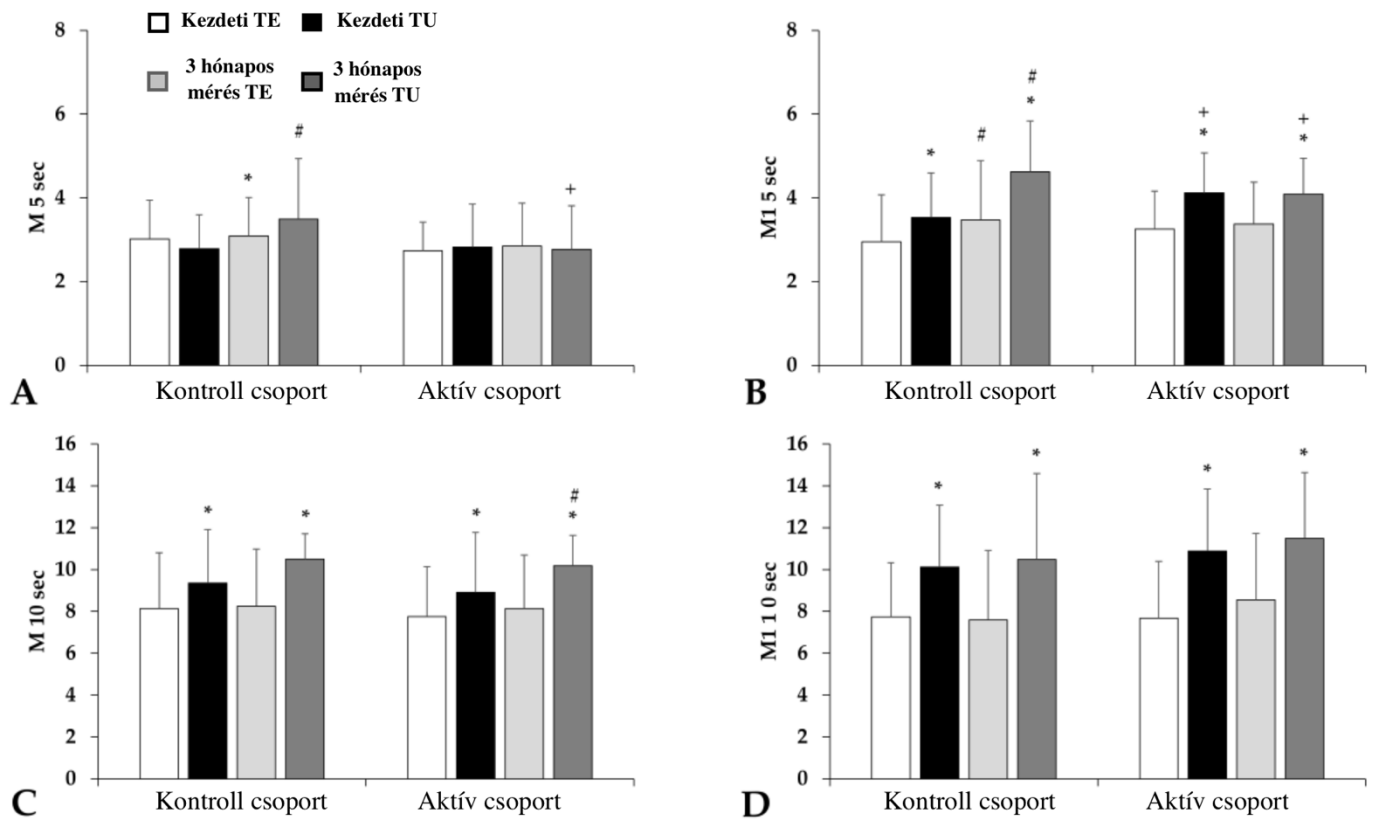 8
6
4
2
0
M 5 sec
Kezdeti TE
Kezdeti TU
3 hónapos
mérés TE
3 hónapos
mérés TU
*
#
+
A
Kontroll csoport
Aktív csoport
8
6
4
2
0
M1 5 sec
*
#
#
*
+
*
+
*
B
Kontroll csoport
Aktív csoport
16
14
12
10
8
6
4
2
0
M 10 sec
*
*
*
#
*
C
Kontroll csoport
Aktív csoport
16
14
12
10
8
6
4
2
0
M1 1 0 sec
*
*
*
*
D
Kontroll csoport
Aktív csoport